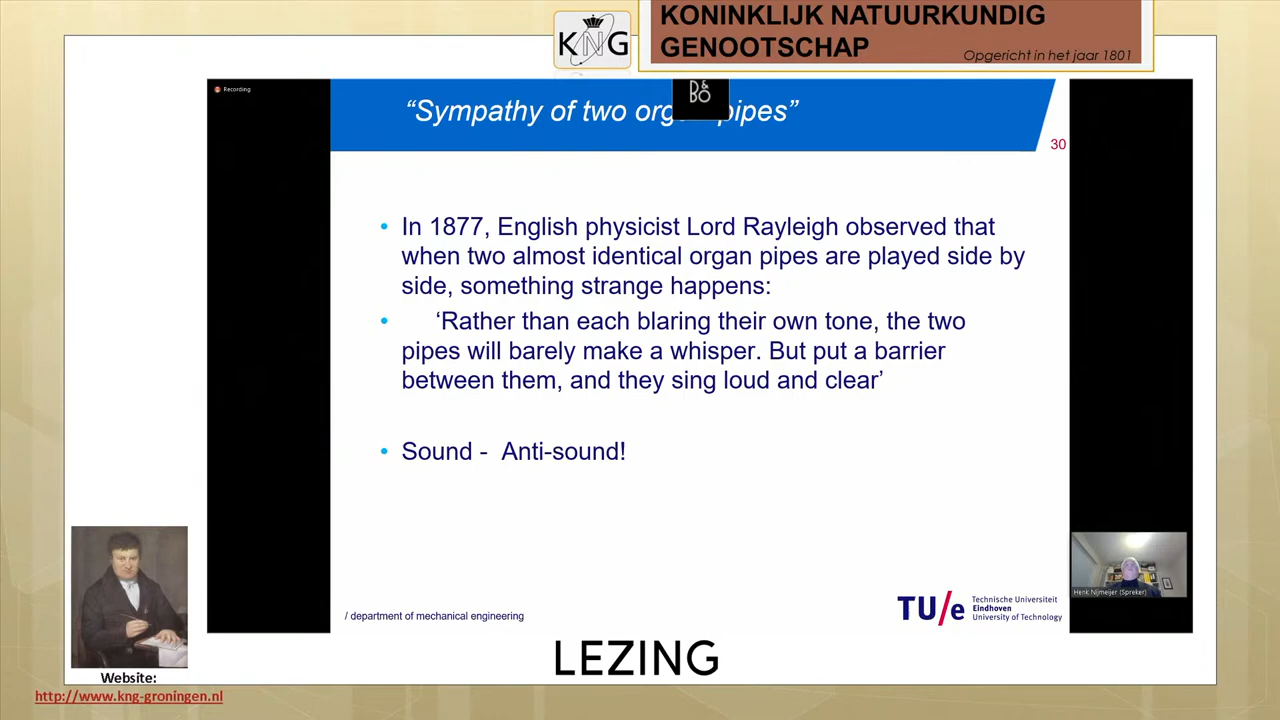 KNG
KONINKLIJK NATUURKUNDIG
GENOOTSCHAP
Opgericht in het jaar 1801
Recording
B&O
“Sympathy of two organ pipes”
30
• In 1877, English physicist Lord Rayleigh observed that
when two almost identical organ pipes are played side by
side, something strange happens:
• ‘Rather than each blaring their own tone, the two
pipes will barely make a whisper. But put a barrier
between them, and they sing loud and clear’
• Sound - Anti-sound!
Henk Nijmeijer (Spreker)
/ department of mechanical engineering
TU/e
Technische Universiteit
Eindhoven
University of Technology
LEZING
Website:
http://www.kng-groningen.nl